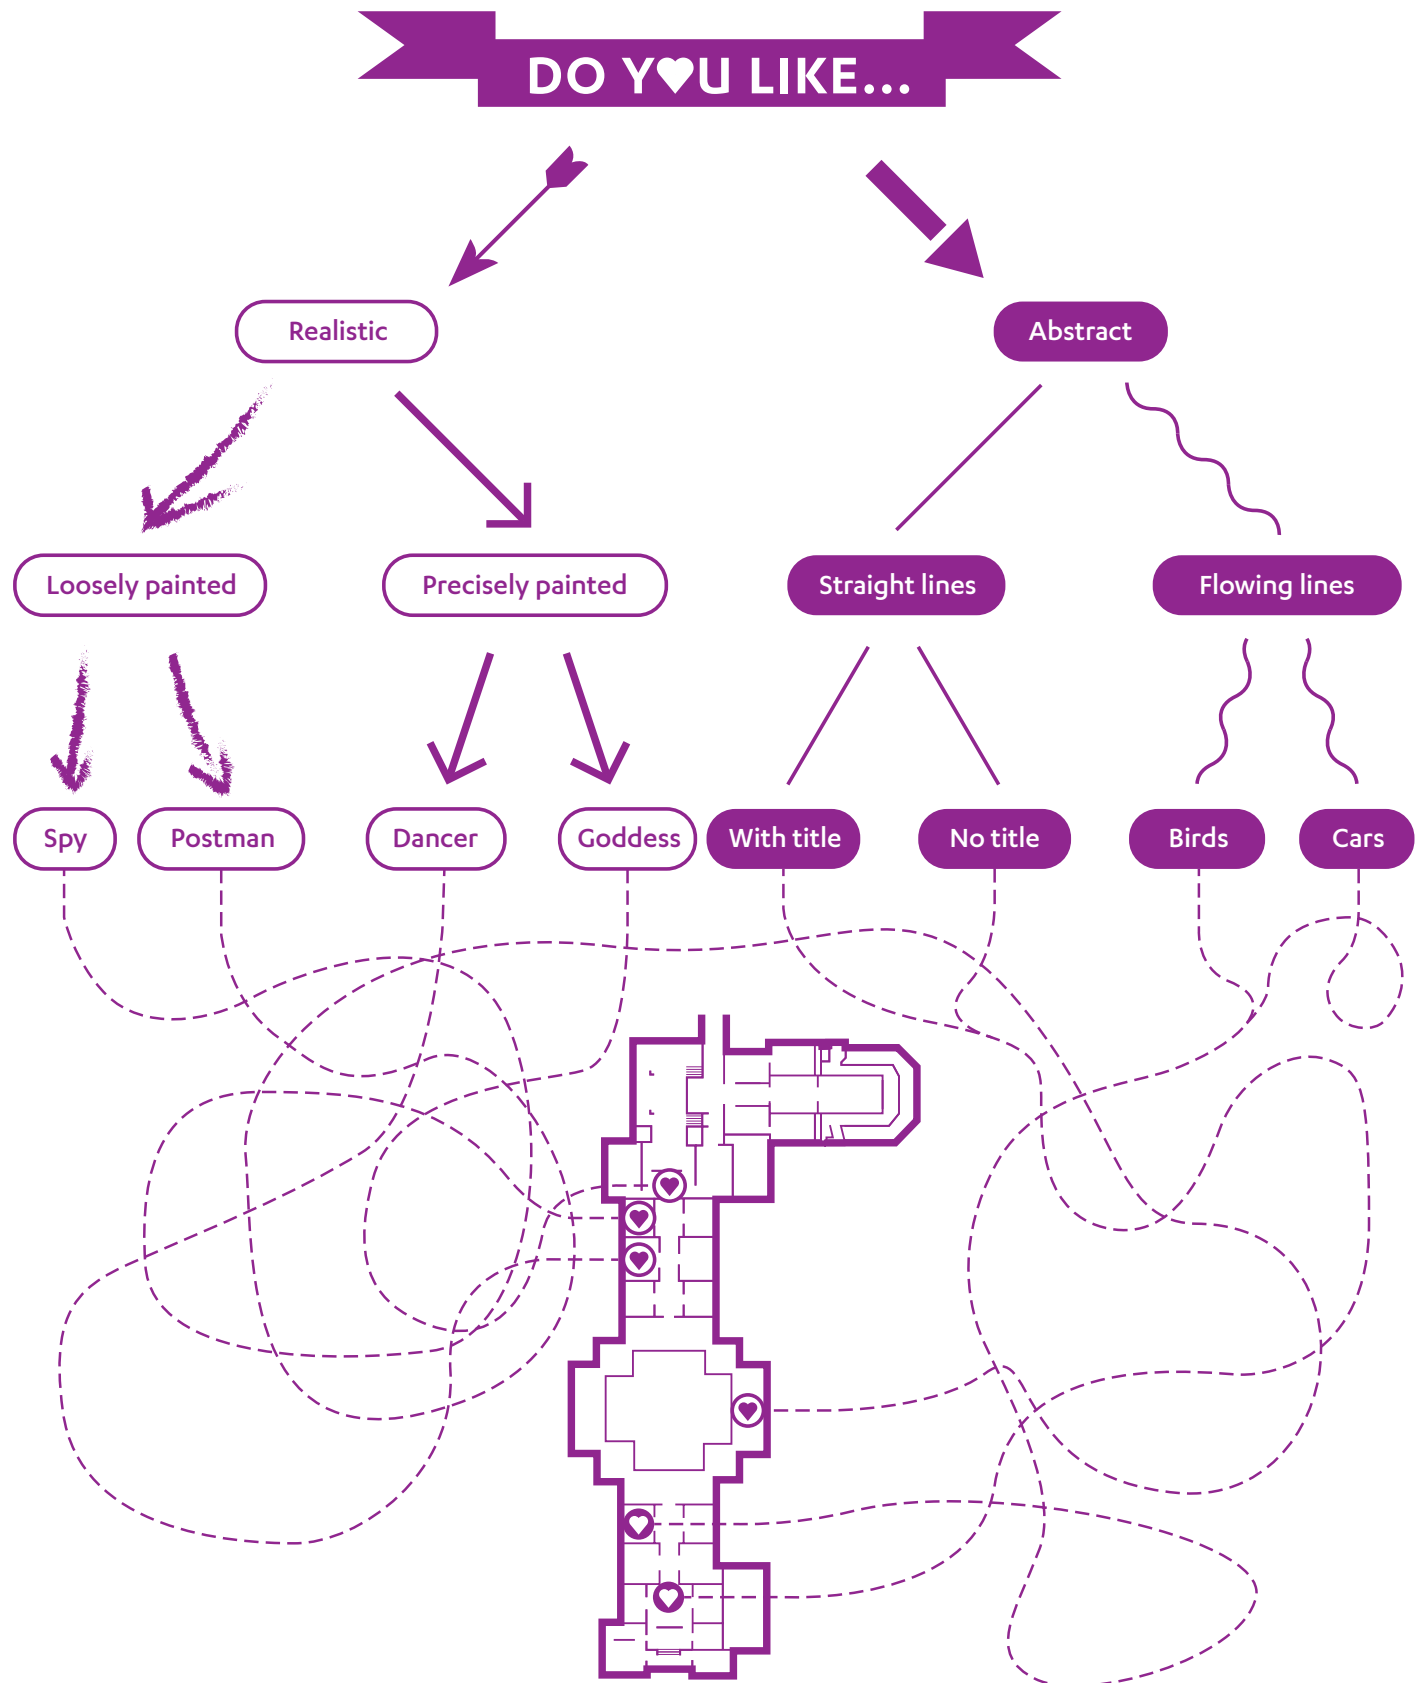 DO Y♥U LIKE...
Realistic
Abstract
Loosely painted
Precisely painted
Straight lines
Flowing lines
Spy
Postman
Dancer
Goddess
With title
No title
Birds
Cars